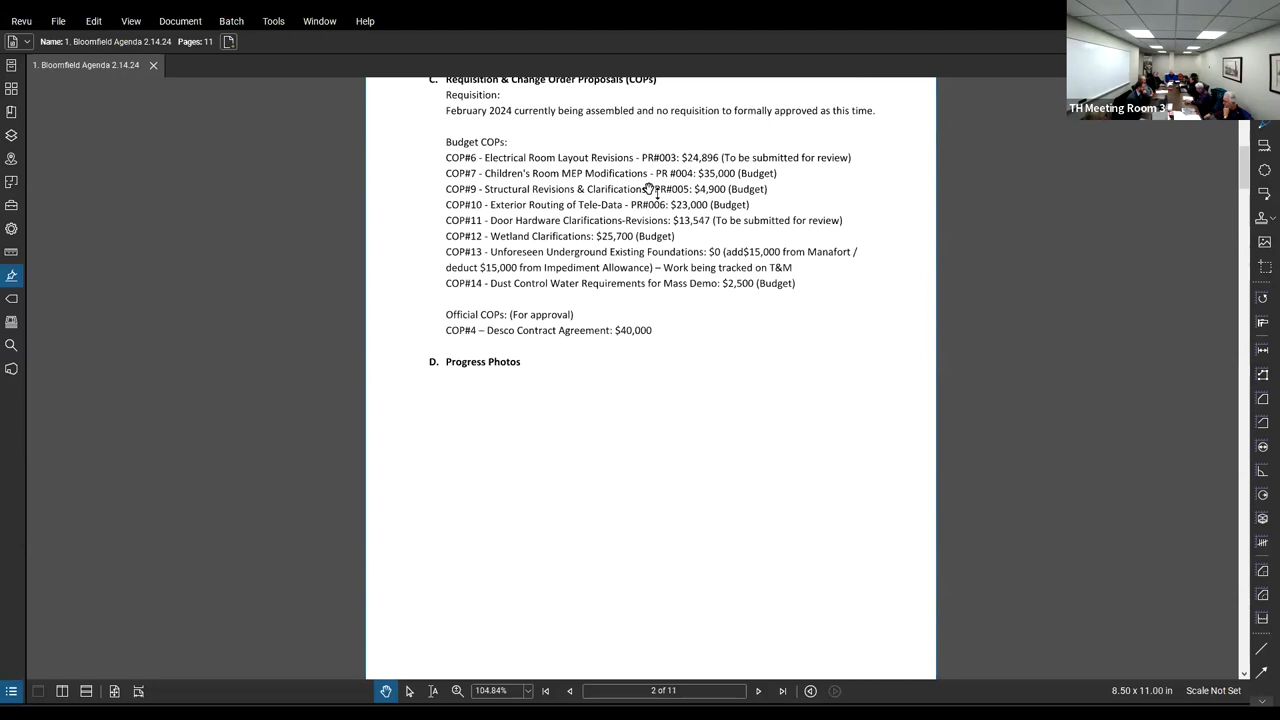 Revu File Edit View Document Tools Batch Window Help
Name: 1. Bloomfield Agenda 2.14.24 Pages: 11
1. Bloomfield Agenda 2.14.24
TH Meeting Room 3
C. Requisition & Change Order Proposals (COPs)
Requisition:
February 2024 currently being assembled and no requisition to formally approved as this time.
Budget COPs:
COP#6 - Electrical Room Layout Revisions - PR#003: $24,896 (To be submitted for review)
COP#7 - Children's Room MEP Modifications - PR #004: $35,000 (Budget)
COP#9 - Structural Revisions & Clarifications PR#005: $4,900 (Budget)
COP#10 - Exterior Routing of Tele-Data - PR#006: $23,000 (Budget)
COP#11 - Door Hardware Clarifications-Revisions: $13,547 (To be submitted for review)
COP#12 - Wetland Clarifications: $25,700 (Budget)
COP#13 - Unforeseen Underground Existing Foundations: $0 (add$15,000 from Manafort /
deduct $15,000 from Impediment Allowance) – Work being tracked on T&M
COP#14 - Dust Control Water Requirements for Mass Demo: $2,500 (Budget)
Official COPs: (For approval)
COP#4 – Desco Contract Agreement: $40,000
D. Progress Photos
104.84% 2 of 11 8.50 x 11.00 in Scale Not Set